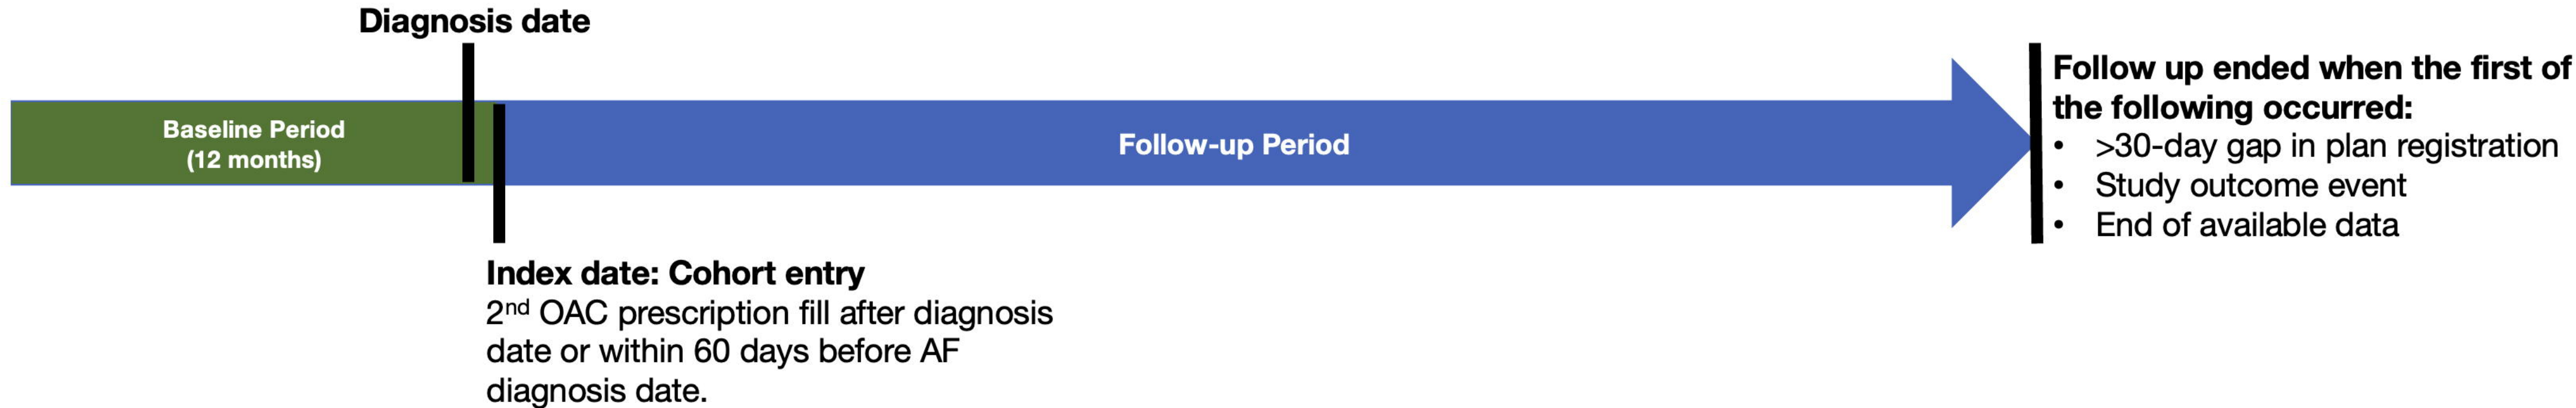 Diagnosis date
Baseline Period
(12 months)
Follow-up Period
Follow up ended when the first of
the following occurred:
• >30-day gap in plan registration
• Study outcome event
• End of available data
Index date: Cohort entry
2nd OAC prescription fill after diagnosis
date or within 60 days before AF
diagnosis date.